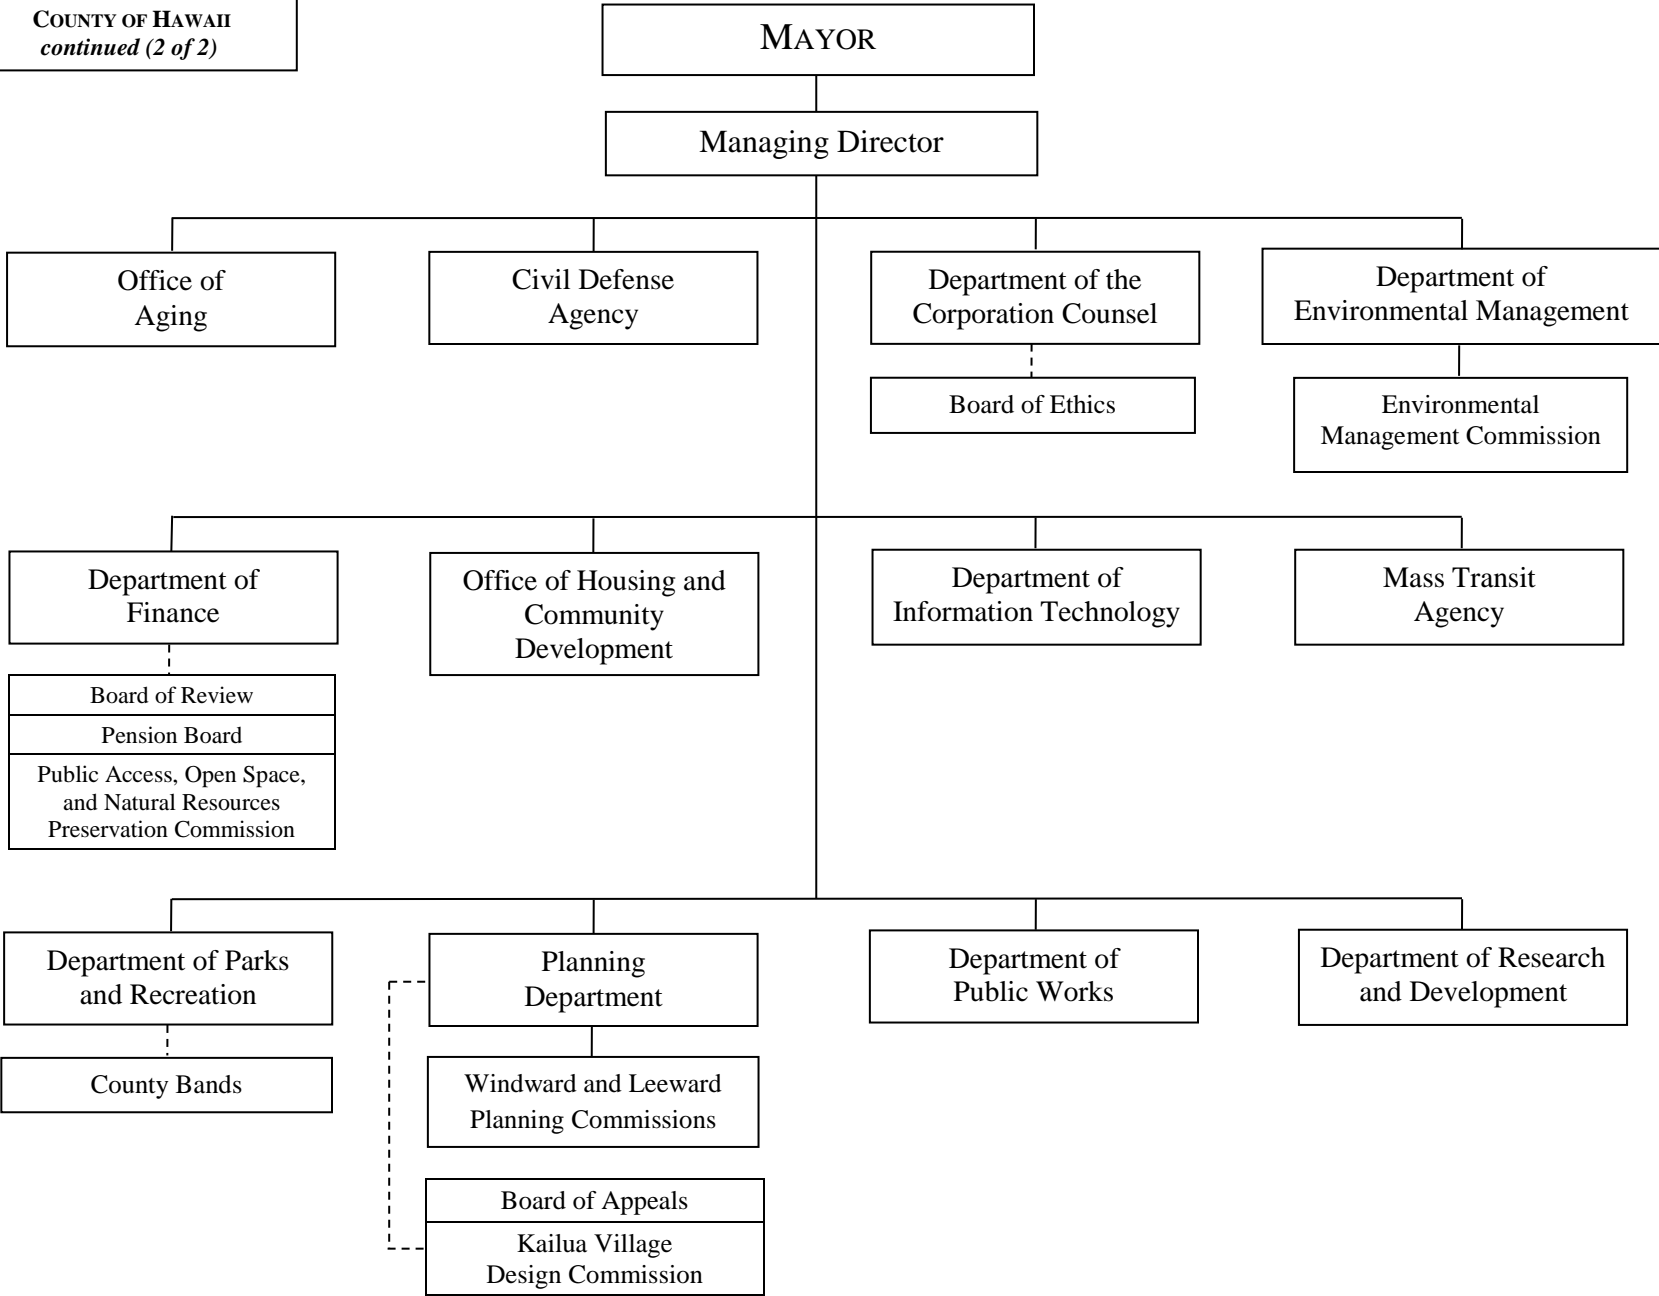 COUNTY OF HAWAII
continued (2 of 2)
MAYOR
Managing Director
Office of
Aging
Civil Defense
Agency
Department of the
Corporation Counsel
Department of
Environmental Management
Board of Ethics
Environmental
Management Commission
Department of
Finance
Office of Housing and
Community
Development
Department of
Information Technology
Mass Transit
Agency
Board of Review
Pension Board
Public Access, Open Space,
and Natural Resources
Preservation Commission
Department of Parks
and Recreation
Planning
Department
Department of
Public Works
Department of Research
and Development
County Bands
Windward and Leeward
Planning Commissions
Board of Appeals
Kailua Village
Design Commission